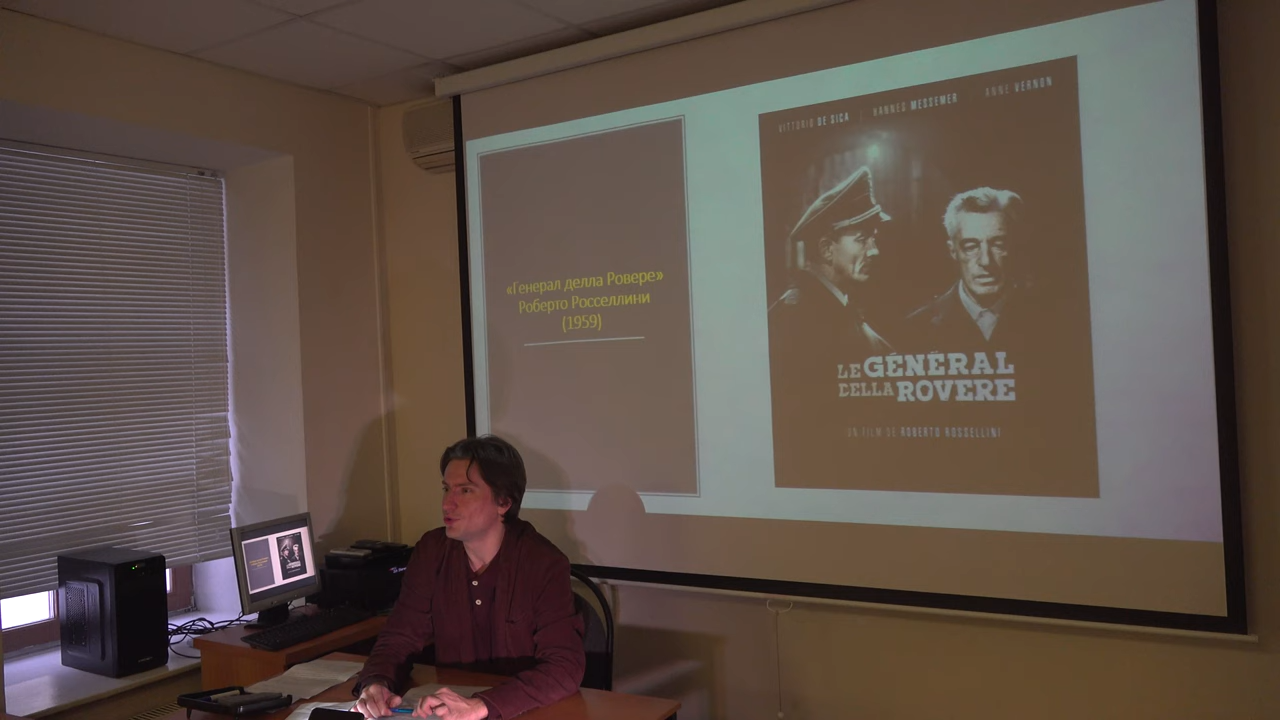 «Генерал делла Ровере»
Роберто Росселлини
(1959)
VITTORIO DE SICA | HANNES MESSEMER | ANNE VERNON
LE GÉNÉRAL
DELLA ROVERE
UN FILM DE ROBERTO ROSSELLINI